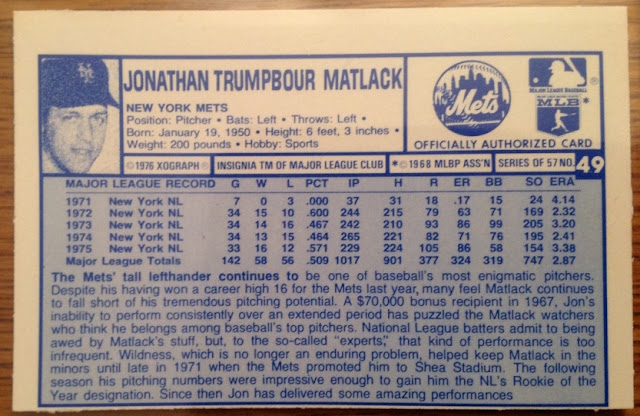 JONATHAN TRUMPBOUR MATLACK
NEW YORK METS
Position: Pitcher • Bats: Left • Throws: Left •
Born: January 19, 1950 • Height: 6 feet, 3 inches •
Weight: 200 pounds • Hobby: Sports
Mets
MAJOR LEAGUE BASEBALL
®
MLB*
OFFICIALLY AUTHORIZED CARD
©1976 XOGRAPH® INSIGNIA TM OF MAJOR LEAGUE CLUB *©1968 MLBP ASS'N SERIES OF 57 NO. 49
MAJOR LEAGUE RECORD G W L PCT IP H R ER BB SO ERA
1971 New York NL 7 0 3 .000 37 31 18 .17 15 24 4.14
1972 New York NL 34 15 10 .600 244 215 79 63 71 169 2.32
1973 New York NL 34 14 16 .467 242 210 93 86 99 205 3.20
1974 New York NL 34 13 15 .464 265 221 82 71 76 195 2.41
1975 New York NL 33 16 12 .571 229 224 105 86 58 154 3.38
Major League Totals 142 58 56 .509 1017 901 377 324 319 747 2.87
The Mets' tall lefthander continues to be one of baseball's most enigmatic pitchers.
Despite his having won a career high 16 for the Mets last year, many feel Matlack continues
to fall short of his tremendous pitching potential. A $70,000 bonus recipient in 1967, Jon's
inability to perform consistently over an extended period has puzzled the Matlack watchers
who think he belongs among baseball's top pitchers. National League batters admit to being
awed by Matlack's stuff, but, to the so-called "experts," that kind of performance is too
infrequent. Wildness, which is no longer an enduring problem, helped keep Matlack in the
minors until late in 1971 when the Mets promoted him to Shea Stadium. The following
season his pitching numbers were impressive enough to gain him the NL's Rookie of the
Year designation. Since then Jon has delivered some amazing performances